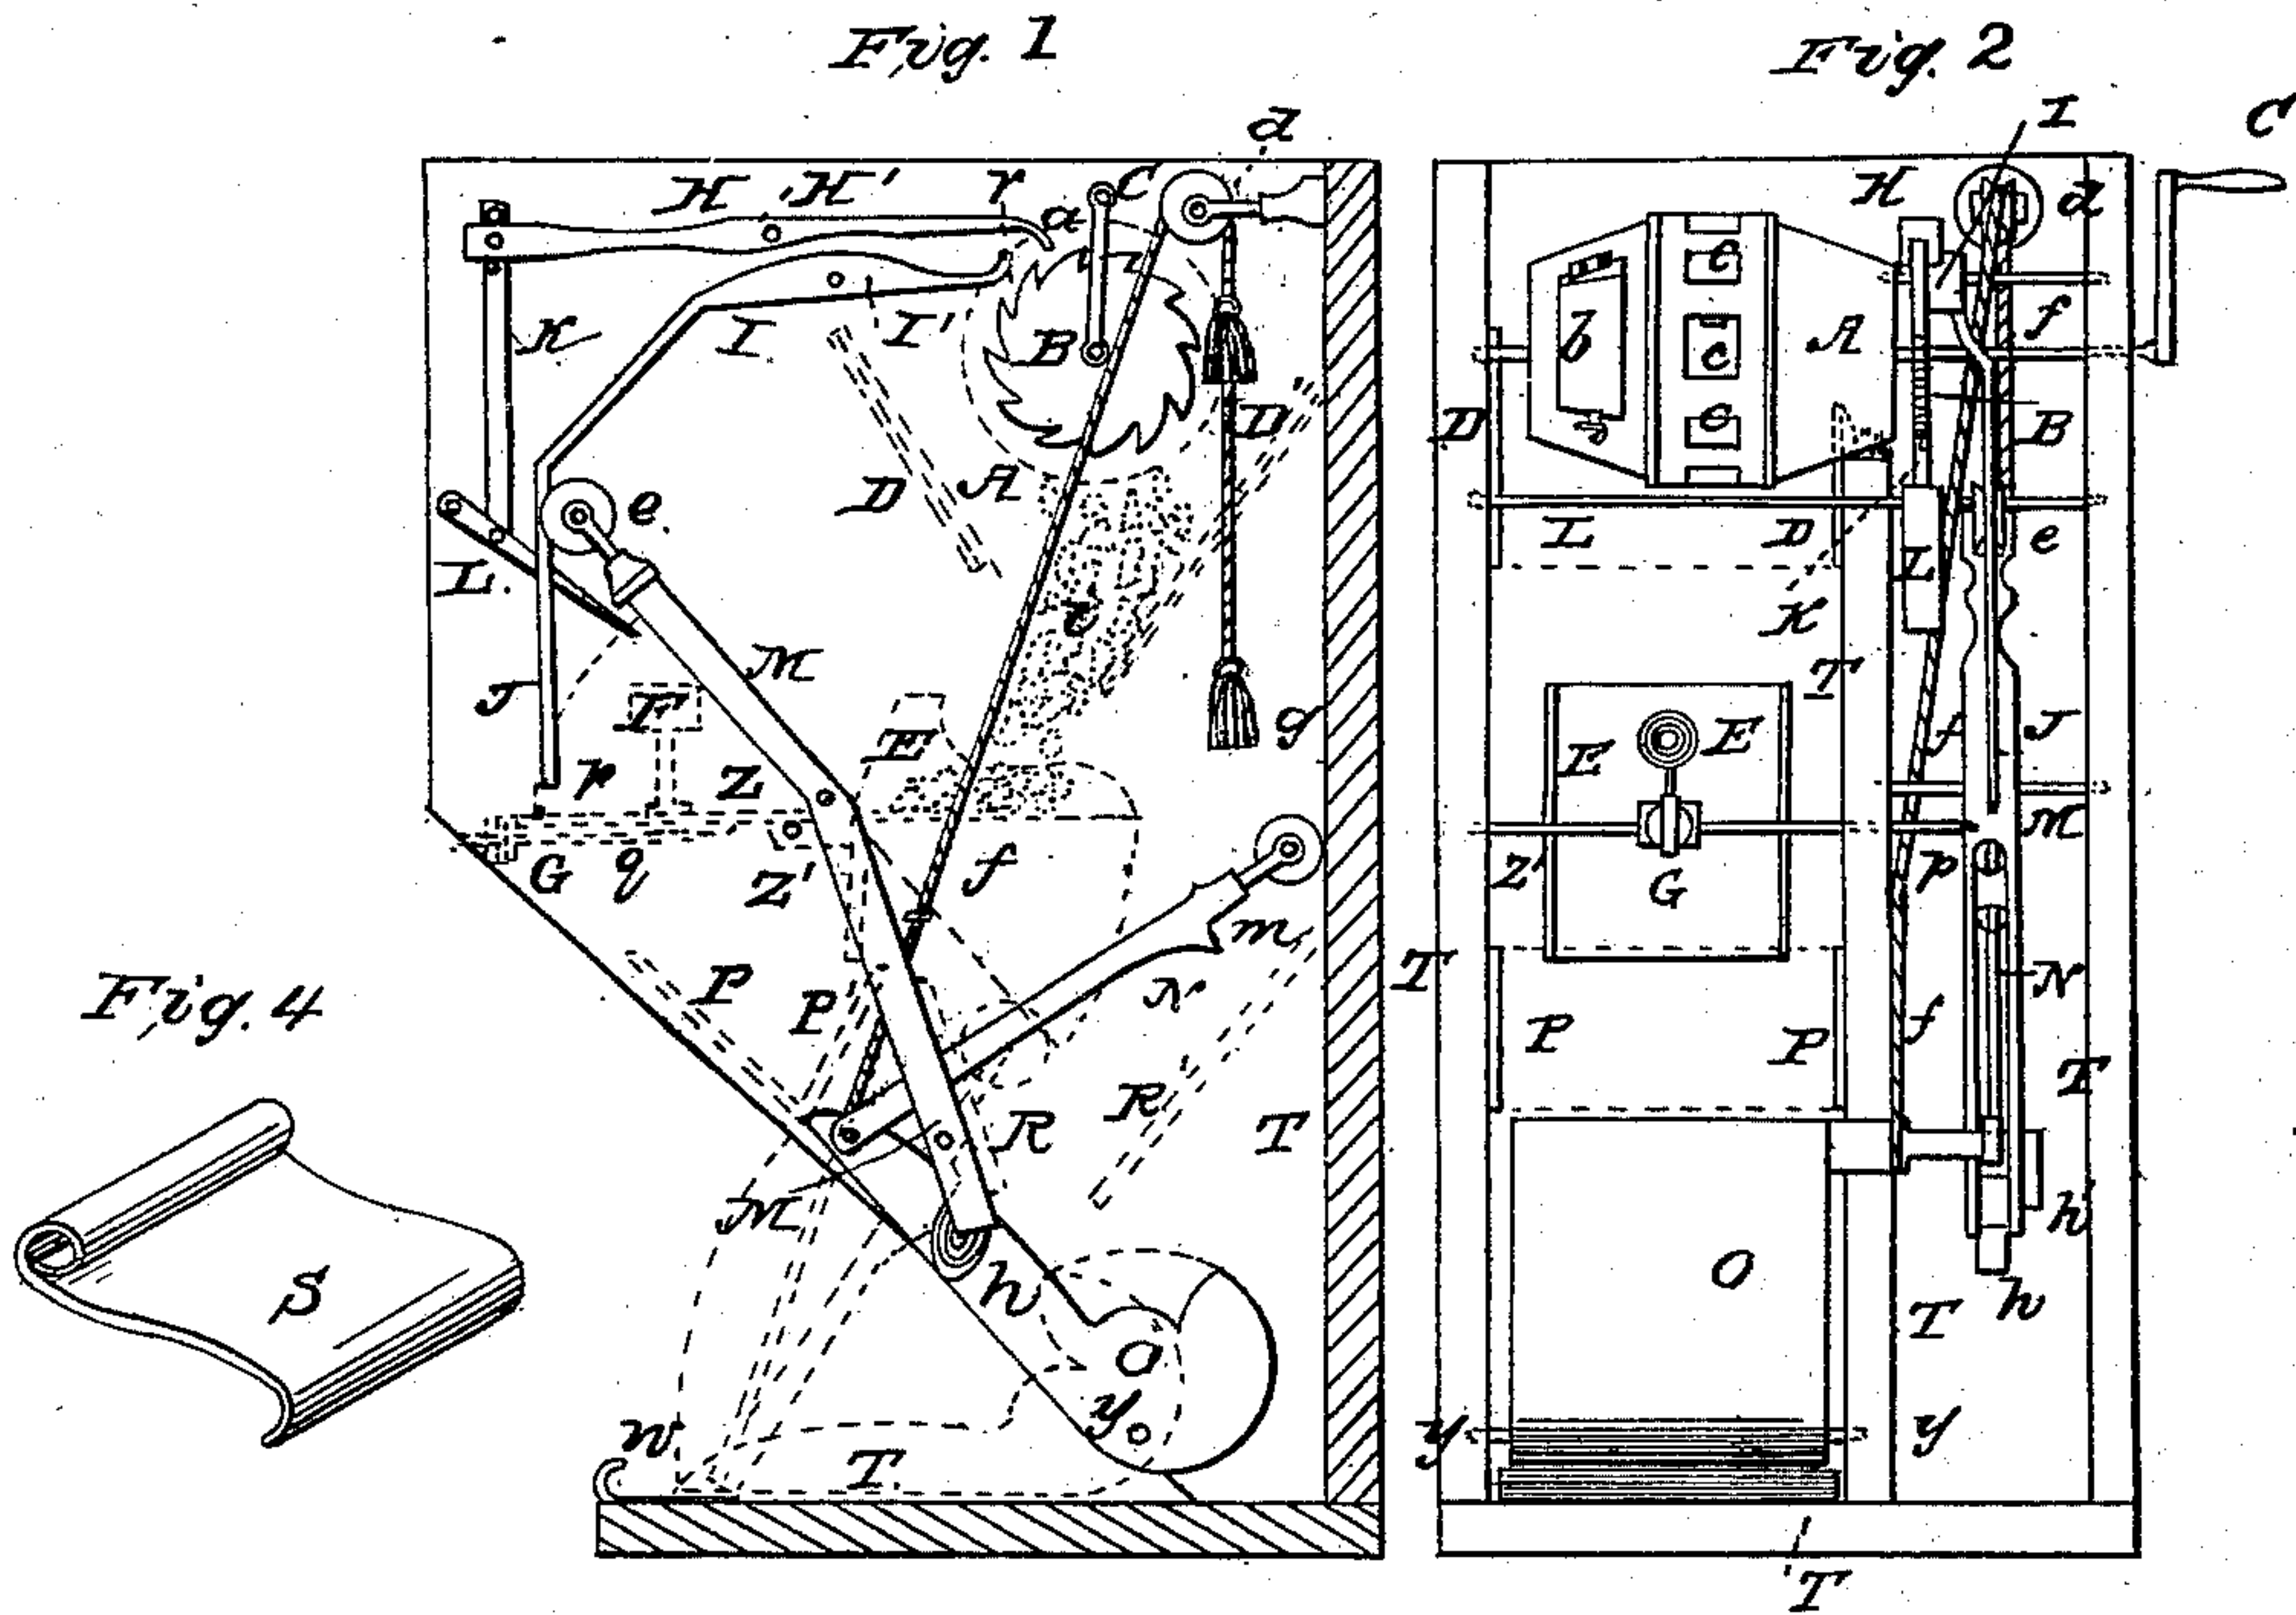 Fig. 1
Fig. 2
d
I
C
H H' r a C
H d
K I I' B
b c A f
D A D'
D c B
e
L D e
L
i K L
M T
J F E g
E E f J
p Z
G q Z' f m
Z' G p M
P P' N
T N
Fig. 4
P P f
R R' T
T
M
h
S
h
O
O T h
y
w T
y y
T